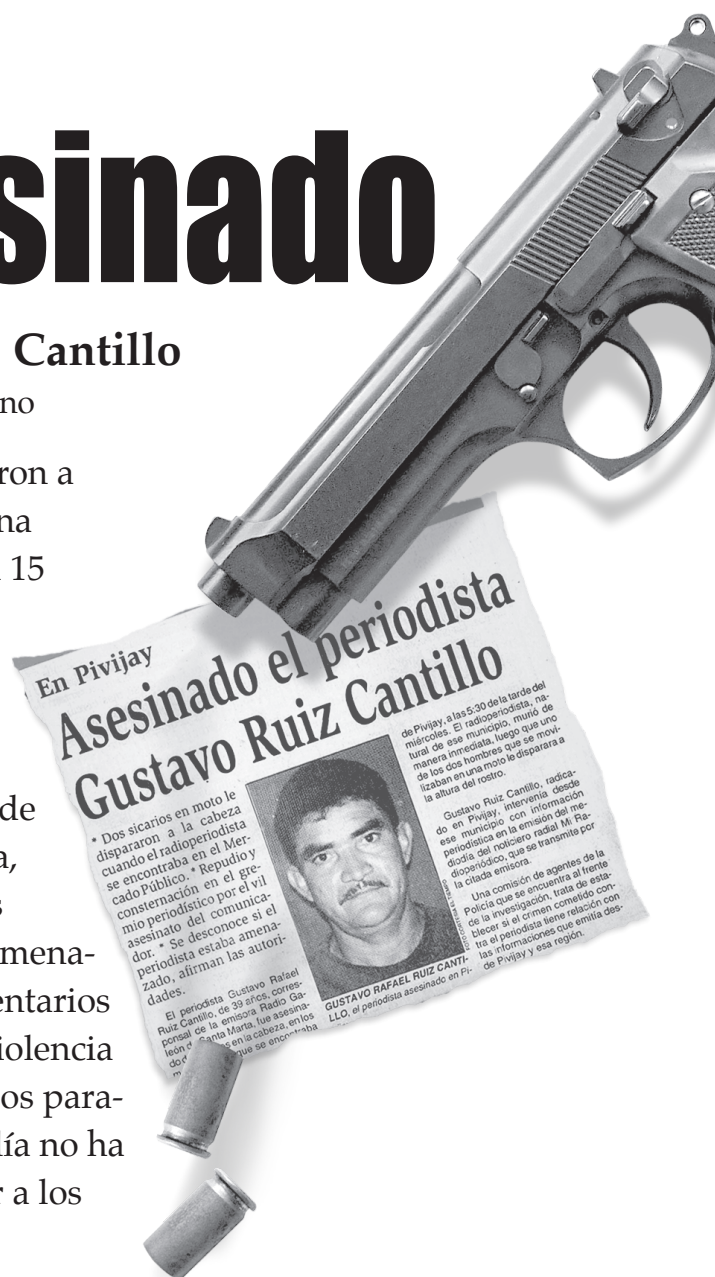 sinado
Cantillo
no
ron a
na
15
de
a,
s
mena-
entarios
iolencia
os para-
lía no ha
r a los
En Pivijay
Asesinado el periodista
Gustavo Ruiz Cantillo
* Dos sicarios en moto le
dispararon a la cabeza
cuando el radioperiodista
se encontraba en el Mer-
cado Público. * Repudio y
consternación en el gre-
mio periodístico por el vil
asesinato del comunica-
dor. * Se desconoce si el
periodista estaba amena-
zado, afirman las autori-
dades.
El periodista Gustavo Rafael
Ruiz Cantillo, de 39 años, corres-
ponsal de la emisora Radio Ga-
león de Santa Marta, fue asesina-
en la cabeza, en los
que se encontraba
GUSTAVO RAFAEL RUIZ CANTI-
LLO, el periodista asesinado en Pi-
de Pivijay, a las 5:30 de la tarde del
miércoles. El radioperiodista, na-
tural de ese municipio, murió de
manera inmediata, luego que uno
de los dos hombres que se movi-
lizaban en una moto le disparara a
la altura del rostro.
Gustavo Ruiz Cantillo, radica-
do en Pivijay, intervenía desde
ese municipio con información
periodística en la emisión del me-
diodía del noticiero radial Mi Ra-
dioperiódico, que se transmite por
la citada emisora.
Una comisión de agentes de la
Policía que se encuentra al frente
de la investigación, trata de esta-
blecer si el crimen cometido con-
tra el periodista tiene relación con
las informaciones que emitía des-
de Pivijay y esa región.